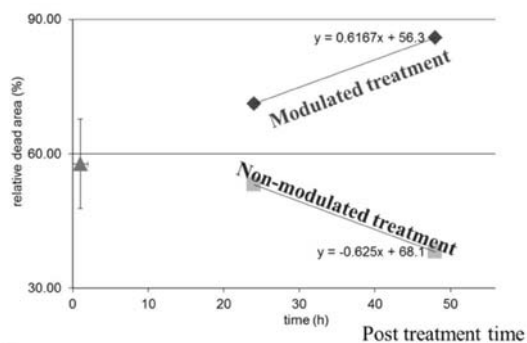 90.00
y = 0.6167x + 56.3
Modulated treatment
relative dead area (%)
60.00
Non-modulated treatment
y = -0.625x + 68.1
30.00
0 10 20 30 40 50
time (h)
Post treatment time